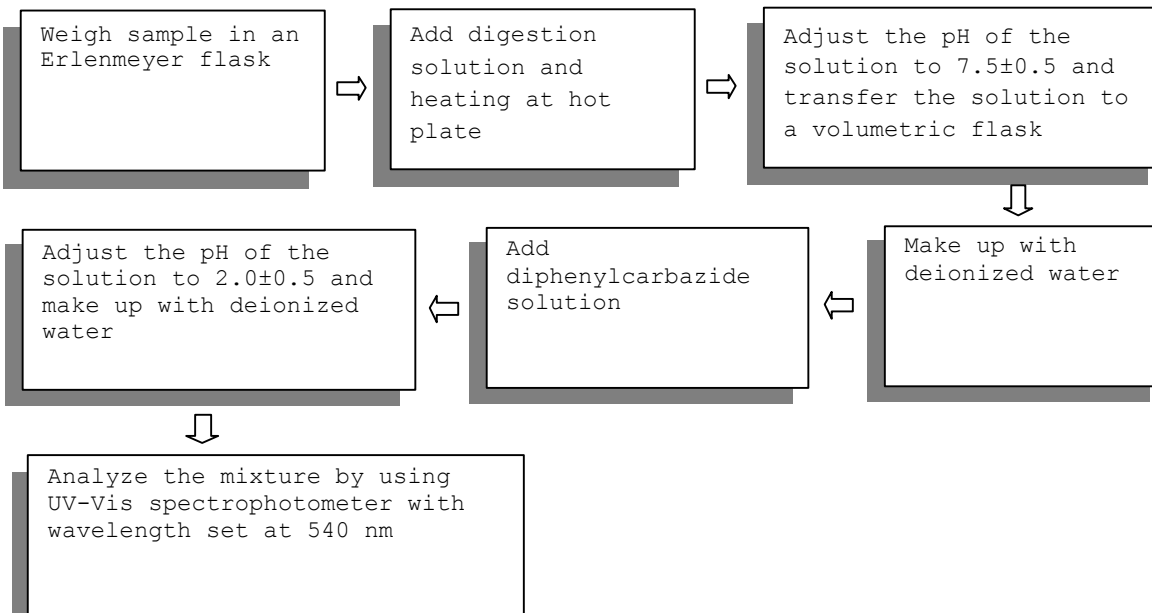 Weigh sample in an
Erlenmeyer flask
Add digestion
solution and
heating at hot
plate
Adjust the pH of the
solution to 7.5±0.5 and
transfer the solution to
a volumetric flask
Make up with
deionized water
Add
diphenylcarbazide
solution
Adjust the pH of the
solution to 2.0±0.5 and
make up with deionized
water
Analyze the mixture by using
UV-Vis spectrophotometer with
wavelength set at 540 nm